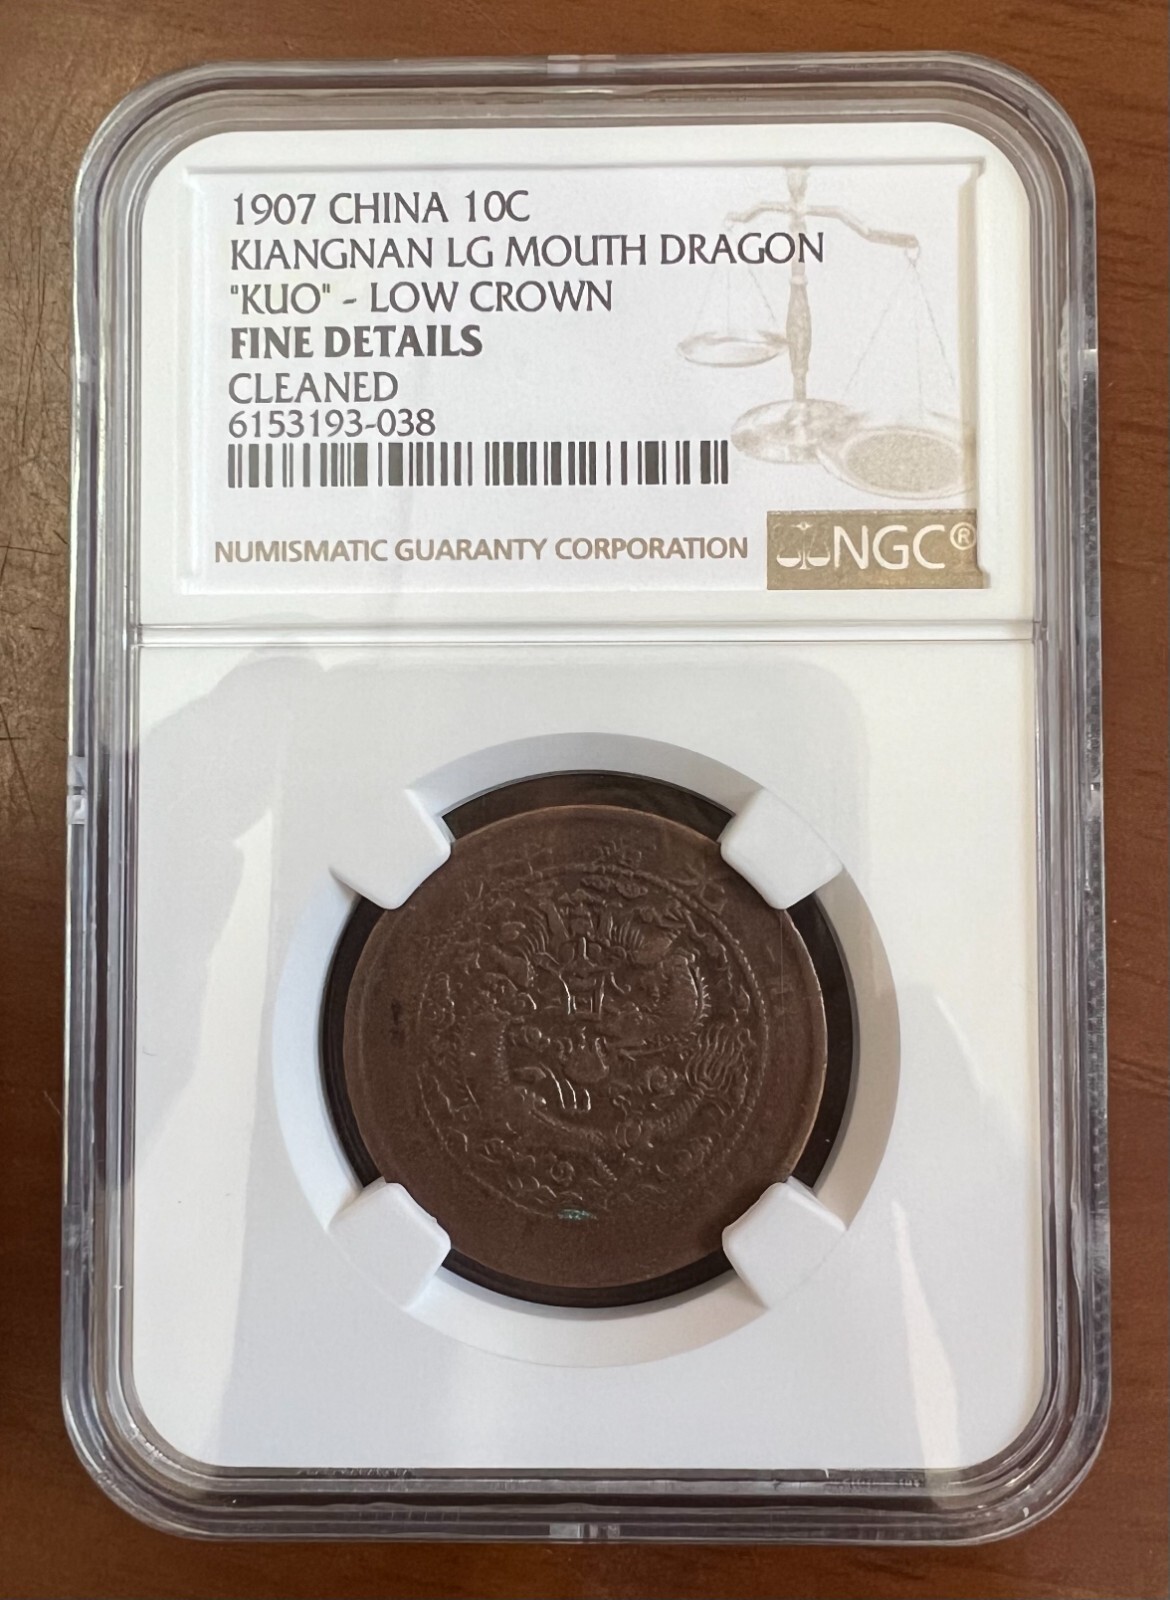 1907 CHINA 10C
KIANGNAN LG MOUTH DRAGON
"KUO" - LOW CROWN
FINE DETAILS
CLEANED
6153193-038
NUMISMATIC GUARANTY CORPORATION
NGC®